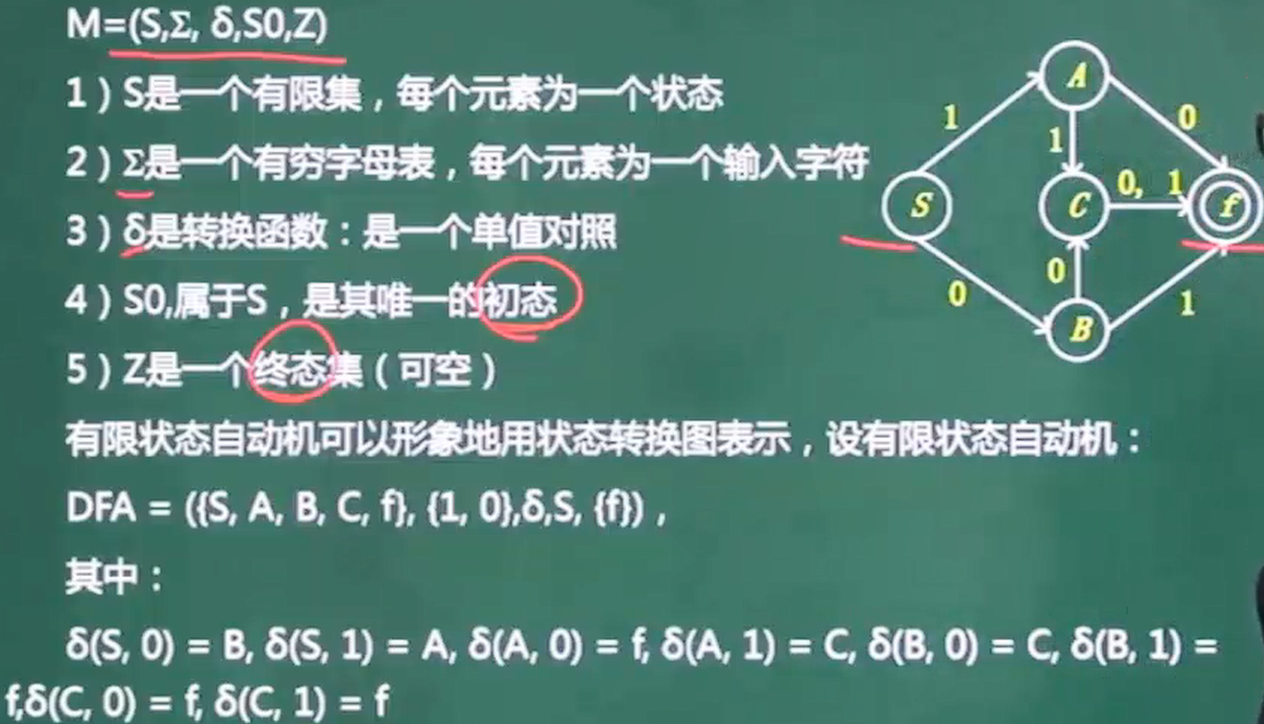 M=(S,Σ, δ,S0,Z)
1）S是一个有限集，每个元素为一个状态
2）Σ是一个有穷字母表，每个元素为一个输入字符
3）δ是转换函数：是一个单值对照
4）S0,属于S，是其唯一的初态
5）Z是一个终态集（可空）
有限状态自动机可以形象地用状态转换图表示，设有限状态自动机：
DFA = ({S, A, B, C, f}, {1, 0},δ,S, {f})，
其中：
δ(S, 0) = B, δ(S, 1) = A, δ(A, 0) = f, δ(A, 1) = C, δ(B, 0) = C, δ(B, 1) =
f,δ(C, 0) = f, δ(C, 1) = f
A
1
0
1
S
C
0, 1
f
0
0
B
1